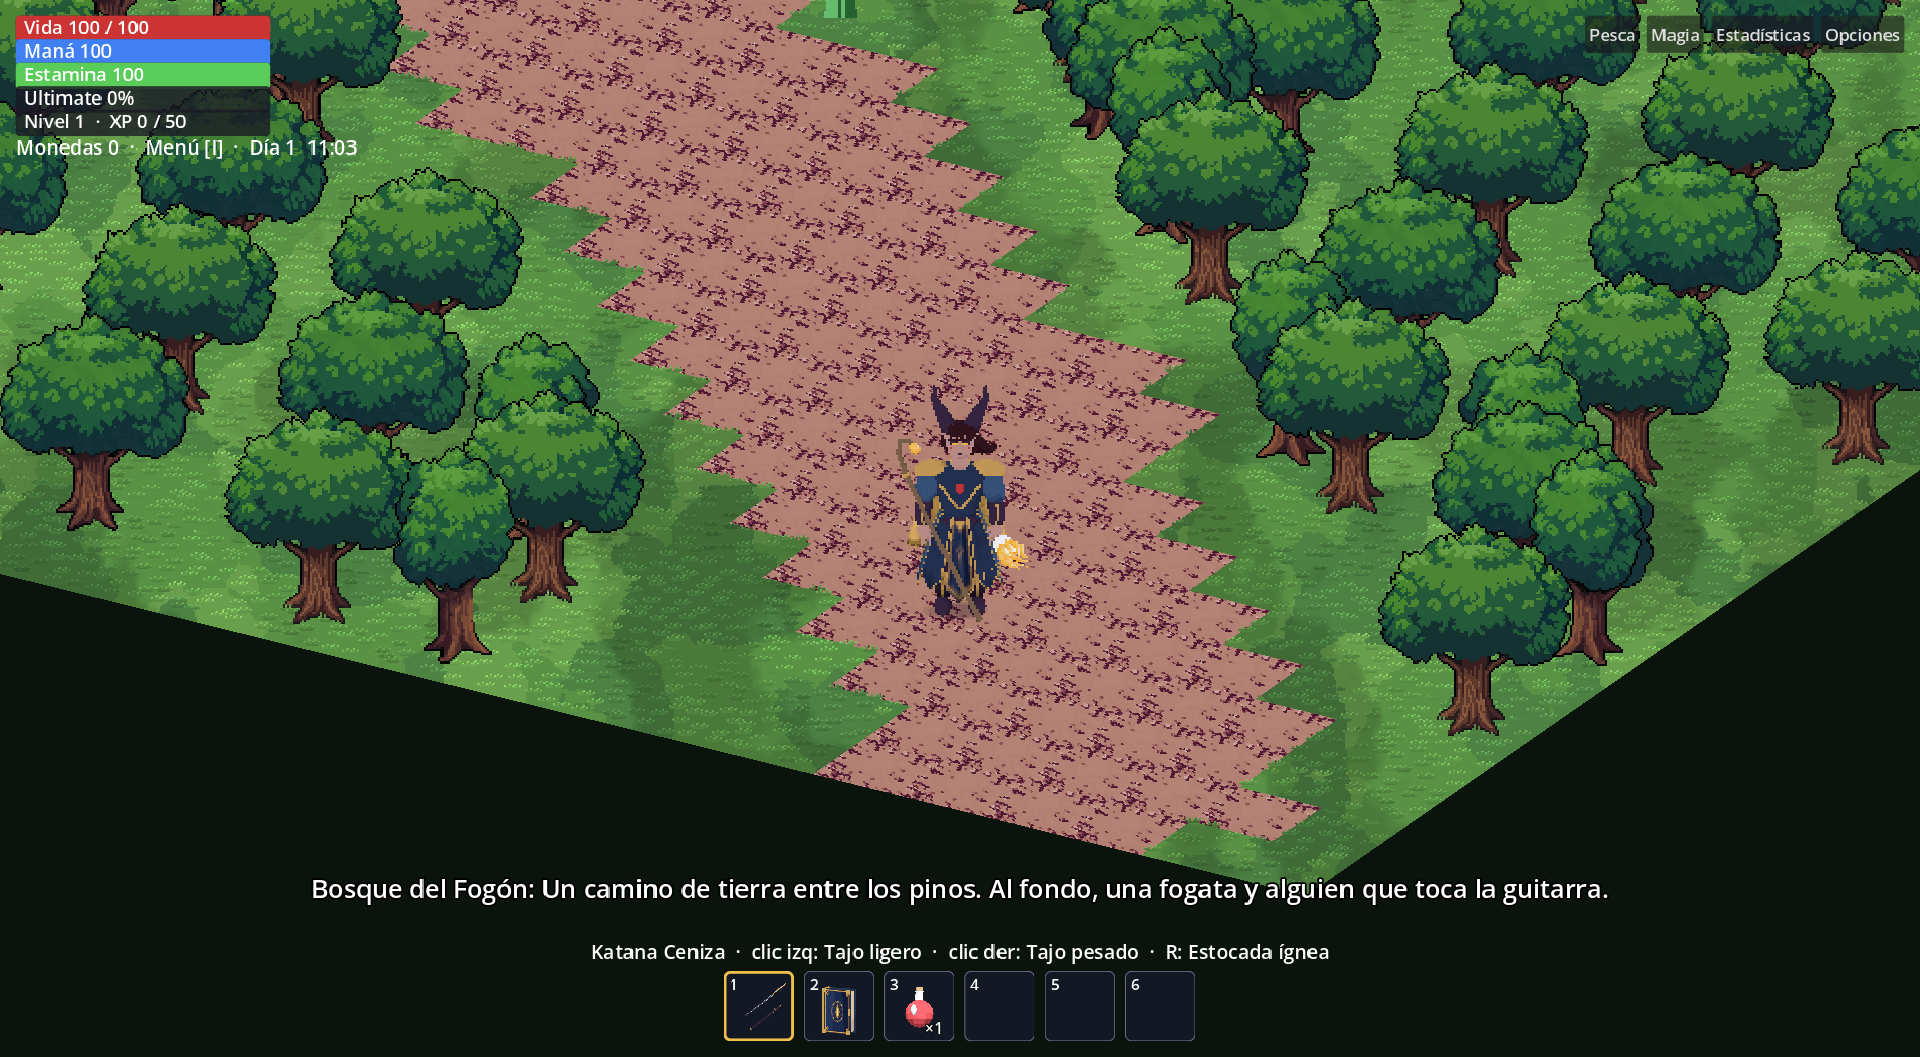 Vida 100 / 100
Maná 100
Estamina 100
Ultimate 0%
Nivel 1 · XP 0 / 50
Monedas 0 · Menú [I] · Día 1 11:03
Pesca Magia Estadísticas Opciones
Bosque del Fogón: Un camino de tierra entre los pinos. Al fondo, una fogata y alguien que toca la guitarra.
Katana Ceniza · clic izq: Tajo ligero · clic der: Tajo pesado · R: Estocada ígnea
1 2 3 4 5 6
×1